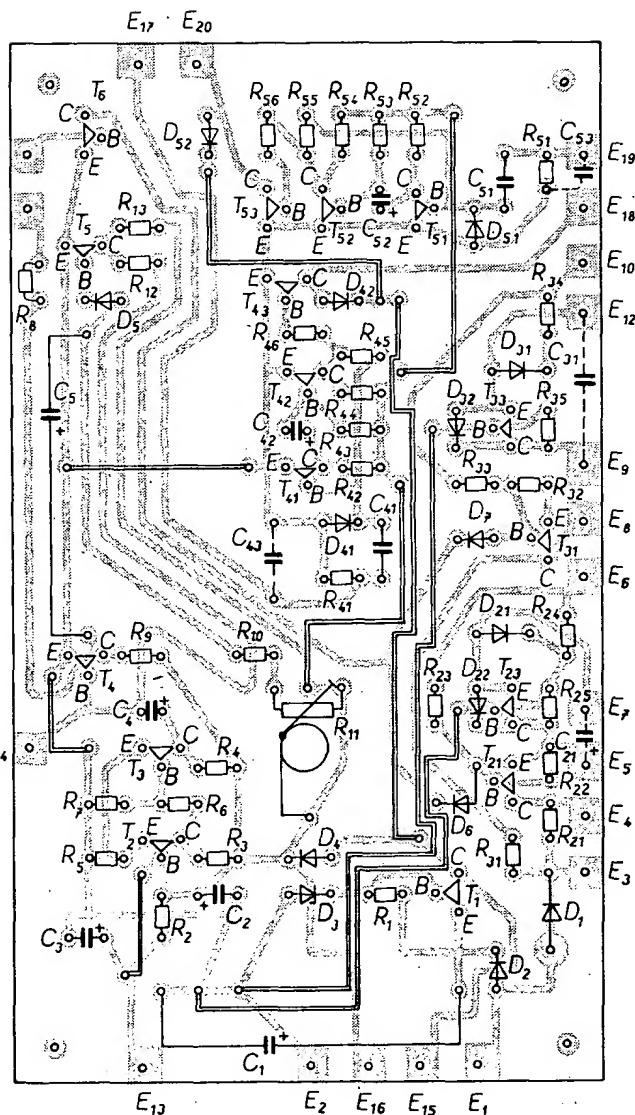 E17 · E20
T6
C
B
E
D52
R56 R55 R54 R53 R52
R51 C53
E19
C51
E18
C C C
T53 B T52 B C52 + T51 B
E E E
D51
T5
R13
E C
B
R12
E10
R34
E12
R8
D5
E C D42
T43 B
R46
R45
D31
C31
C5
+
E C
T42 B
R44
D32 T33 E R35
B
C
C42
+
R43
E C
T41 B
R42
R33
R32
E9
E8
D7
B E
T31
C
C43
D41
C41
E6
R41
D21
R24
R9
R10
E C
B T4
R23 D22 T23 E R25
B
C
E7
C4
+
R11
4
E C
T3 B
R4
T21 E C21
B
C
R22
+
E5
R7
R6
D6
E4
T2 E C
B
R3
R5
D4
R31
R21
E3
C2
+
D3
R1
C
B T1
E
D1
R2
C3
+
D2
C1
+
E13 E2 E16 E15 E1